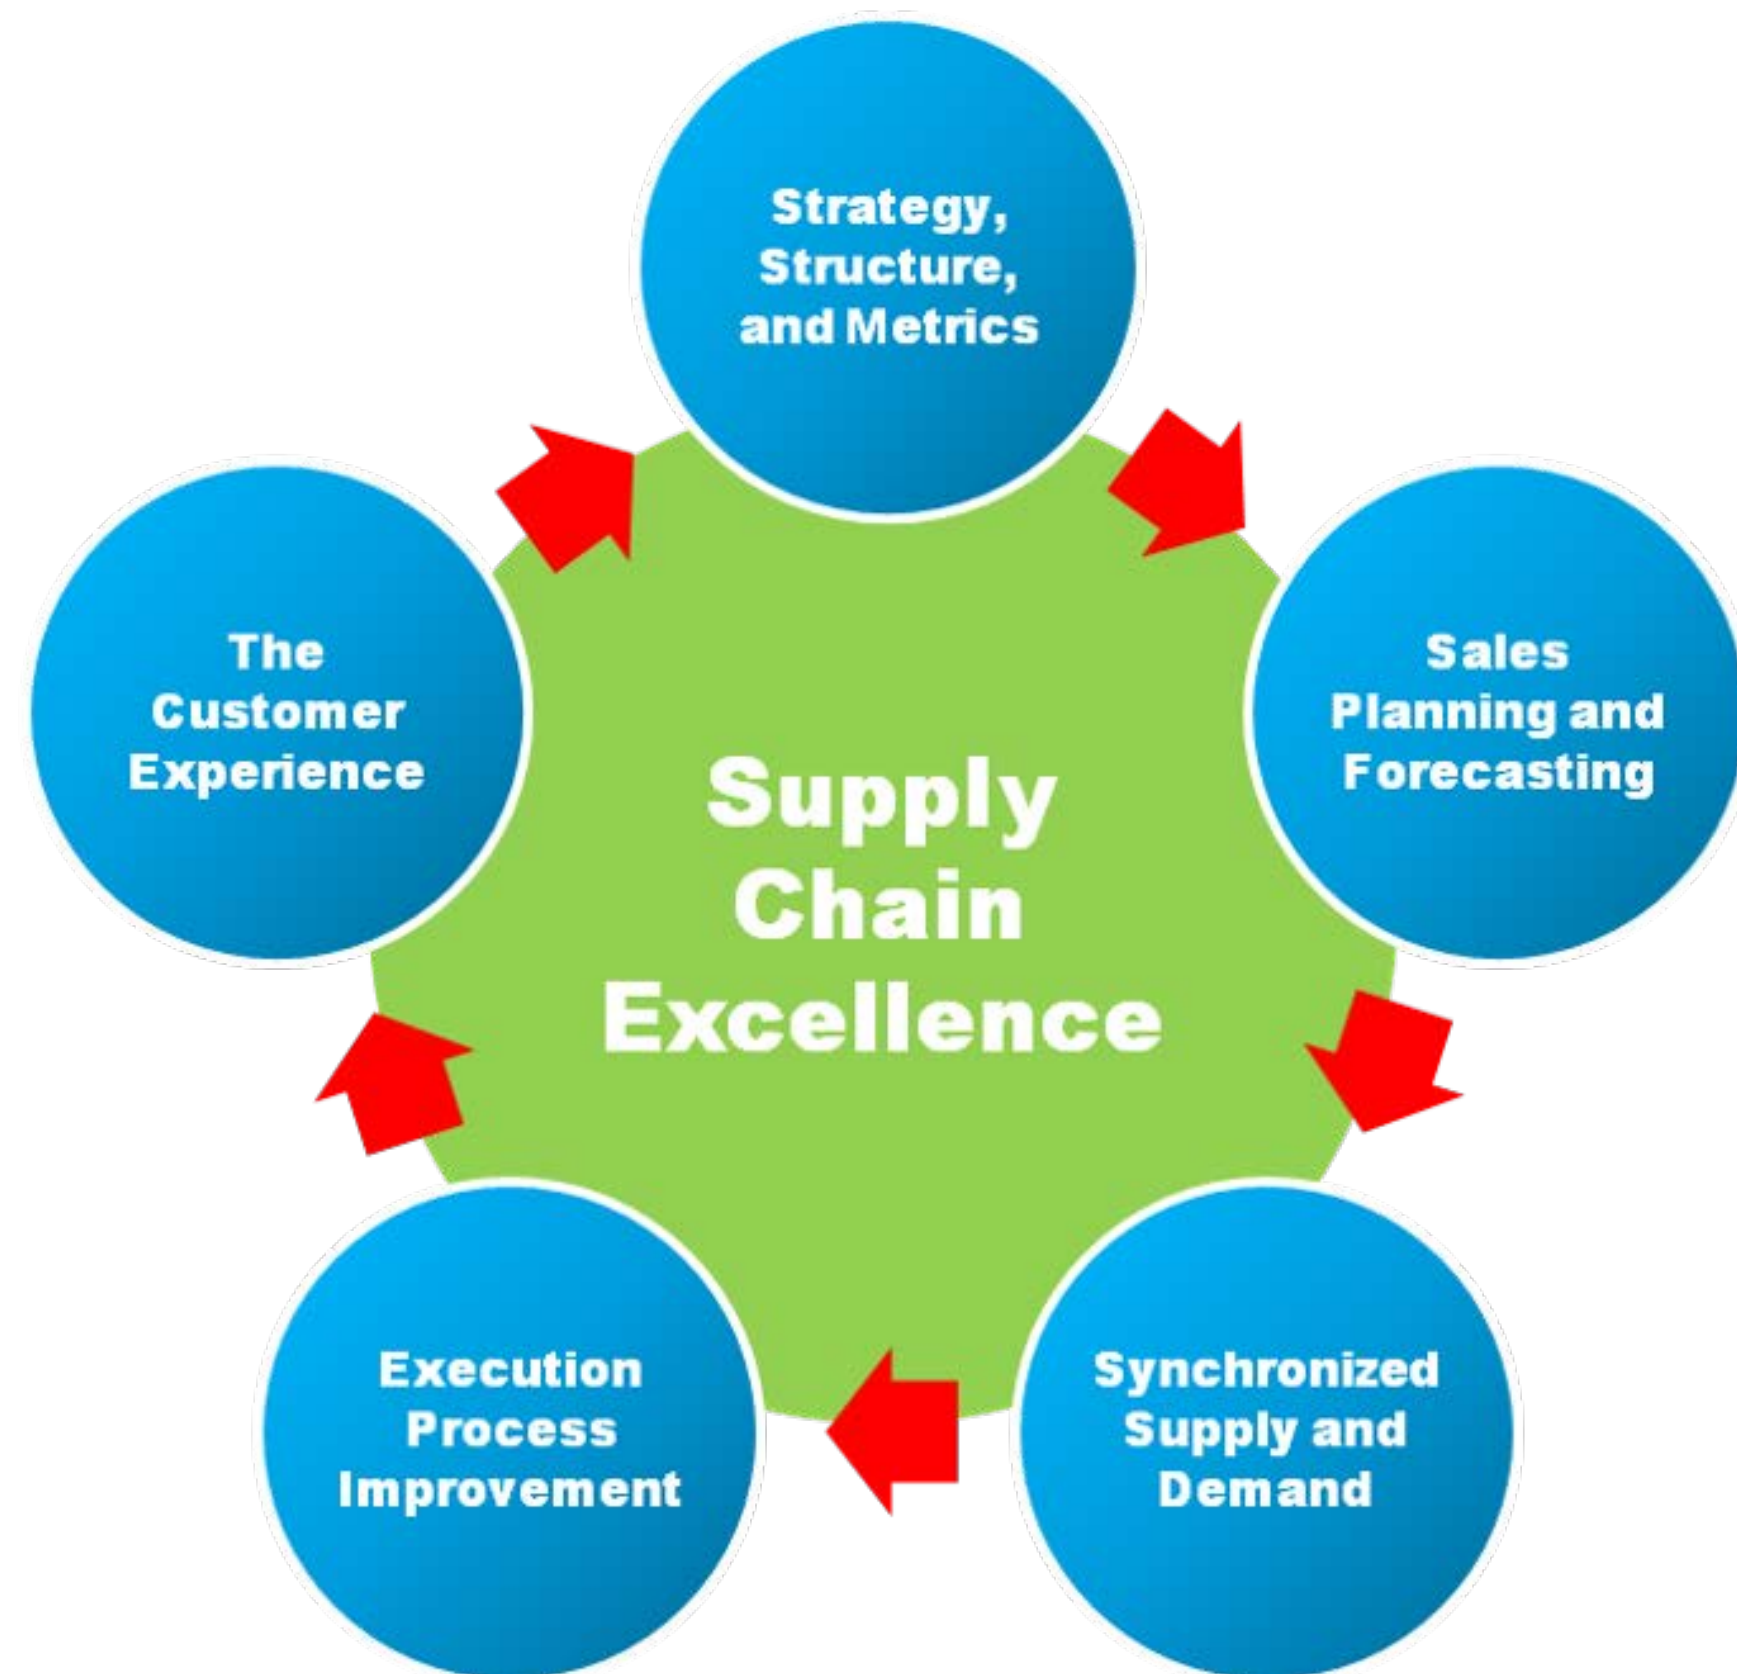 Strategy,
Structure,
and Metrics
Sales
Planning and
Forecasting
Synchronized
Supply and
Demand
Execution
Process
Improvement
The
Customer
Experience
Supply
Chain
Excellence